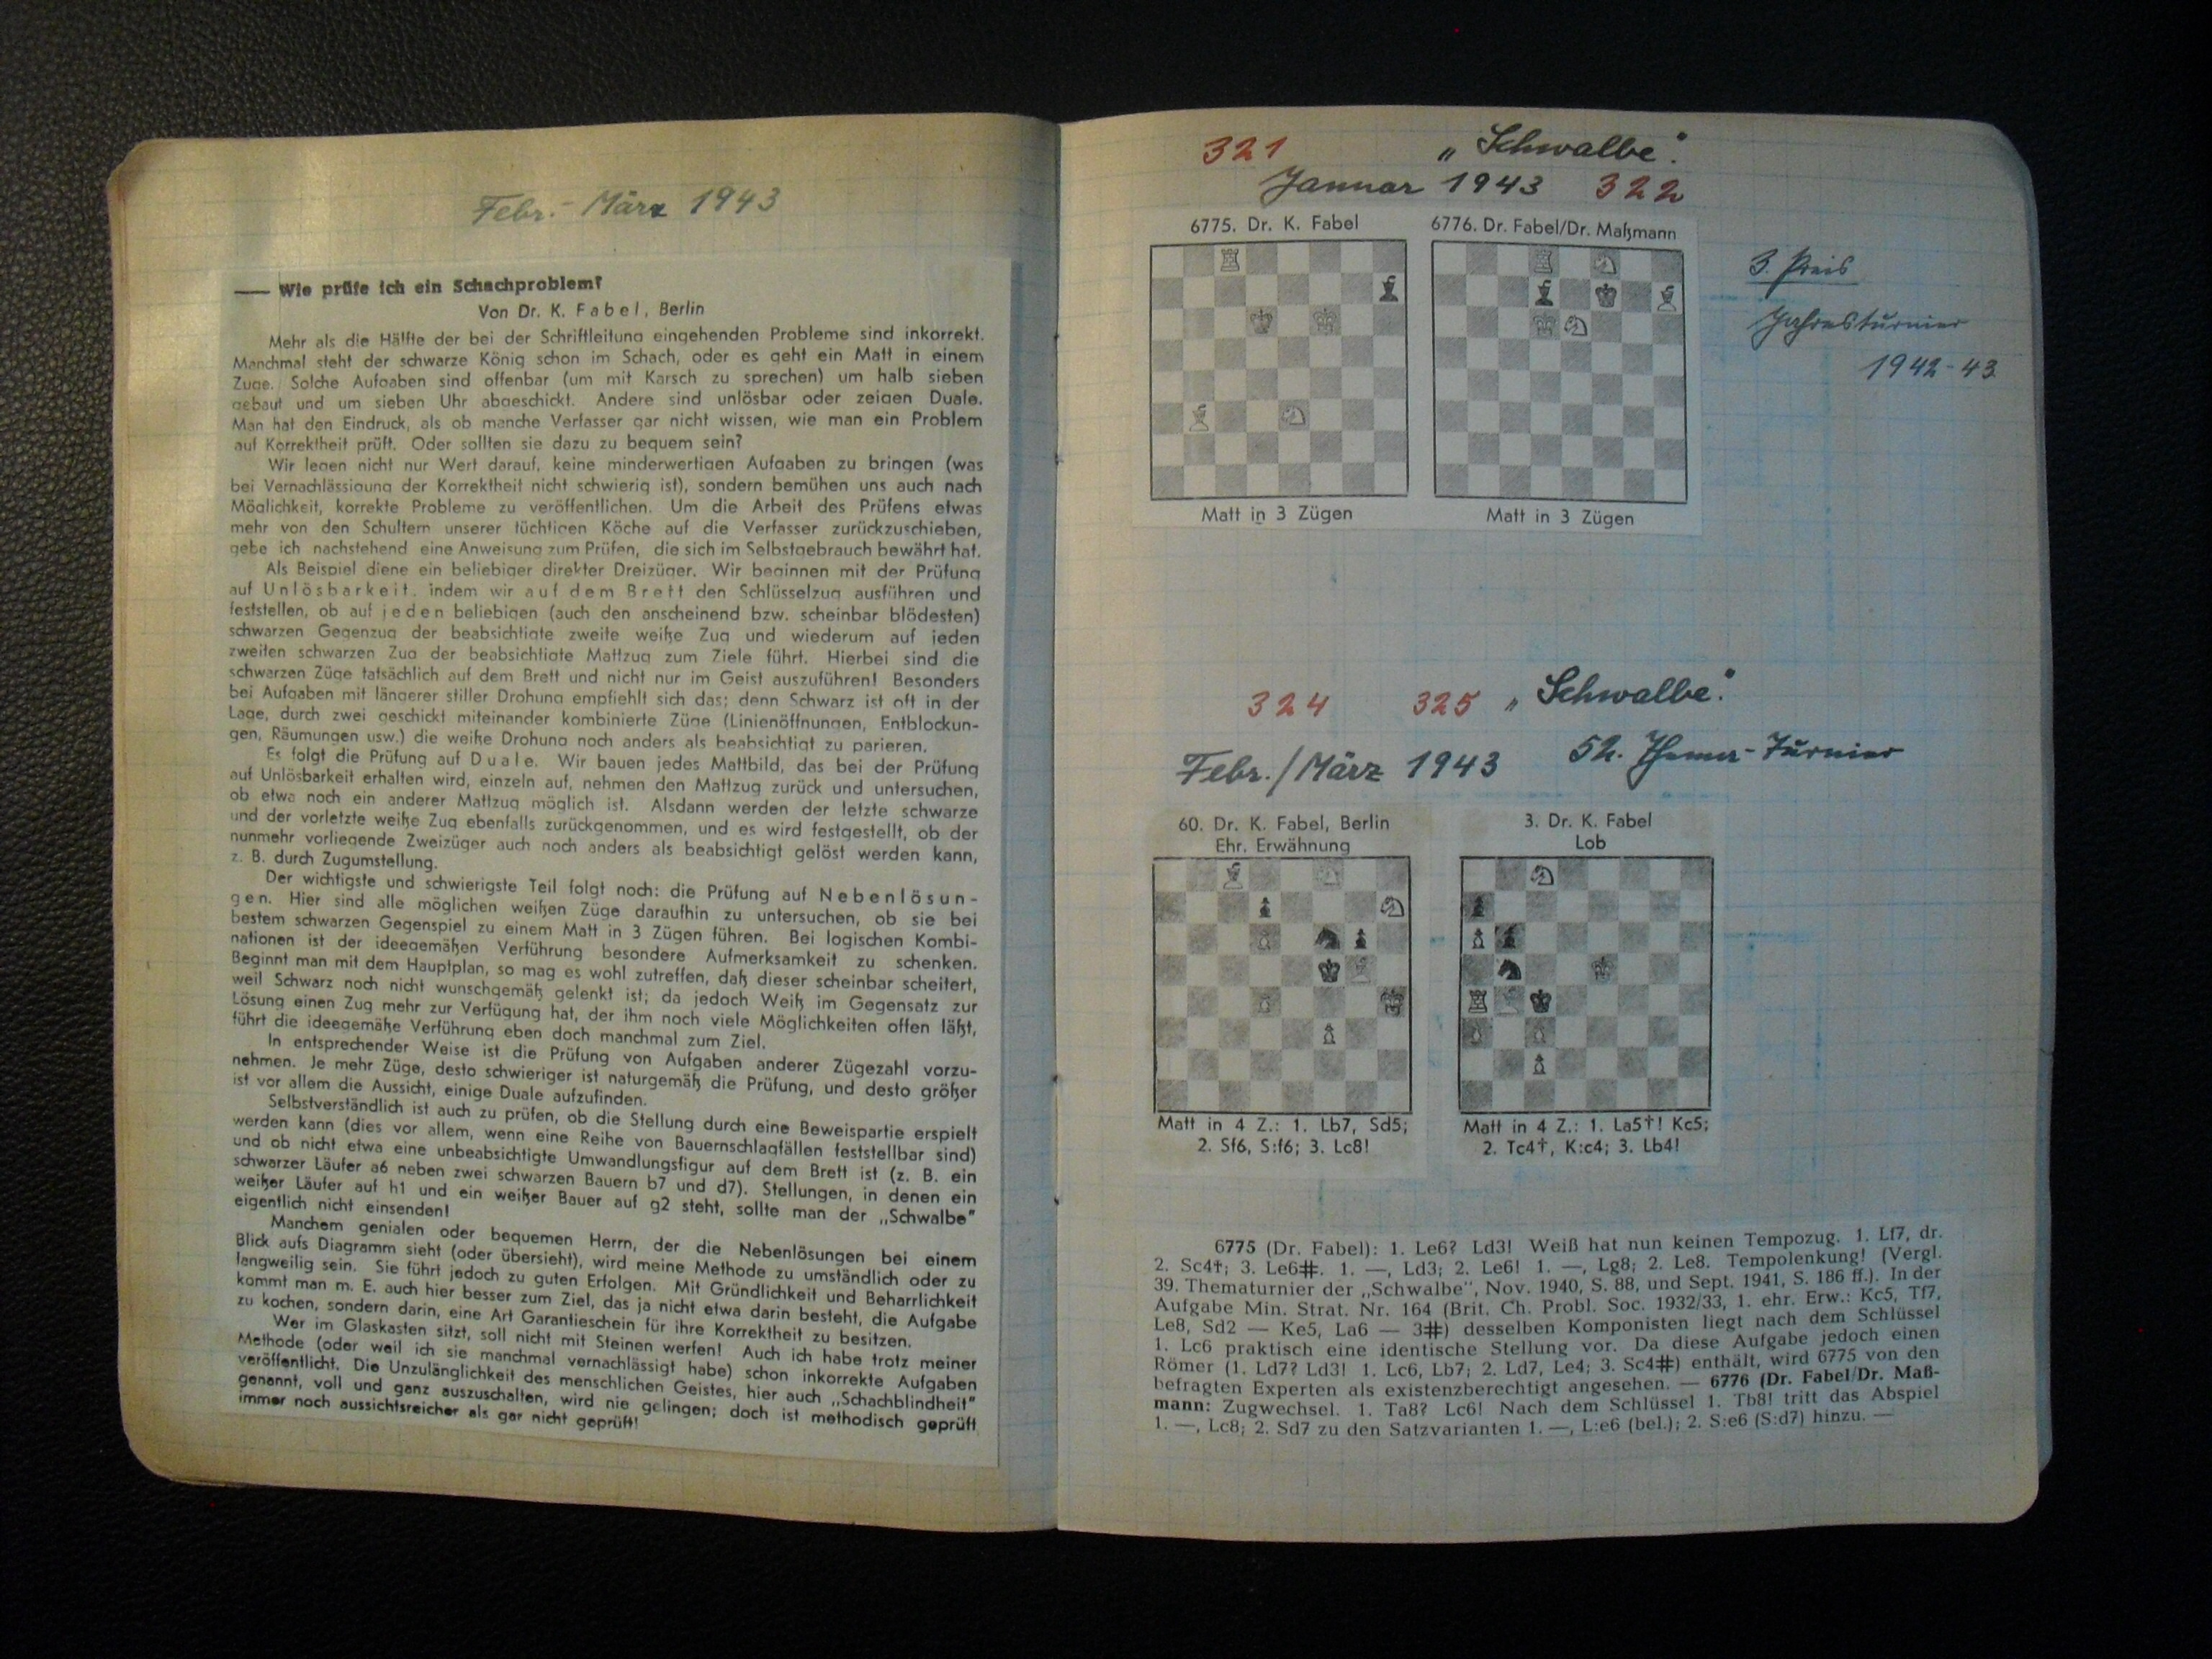 Febr.- März 1943
— Wie prüfe ich ein Schachproblem?
Von Dr. K. Fabel, Berlin
Mehr als die Hälfte der bei der Schriftleitung eingehenden Probleme sind inkorrekt.
Manchmal steht der schwarze König schon im Schach, oder es geht ein Matt in einem
Zuge. Solche Aufgaben sind offenbar (um mit Karsch zu sprechen) um halb sieben
gebaut und um sieben Uhr abgeschickt. Andere sind unlösbar oder zeigen Duale.
Man hat den Eindruck, als ob manche Verfasser gar nicht wissen, wie man ein Problem
auf Korrektheit prüft. Oder sollten sie dazu zu bequem sein?
Wir legen nicht nur Wert darauf, keine minderwertigen Aufgaben zu bringen (was
bei Vernachlässigung der Korrektheit nicht schwierig ist), sondern bemühen uns auch nach
Möglichkeit, korrekte Probleme zu veröffentlichen. Um die Arbeit des Prüfens etwas
mehr von den Schultern unserer tüchtigen Köche auf die Verfasser zurückzuschieben,
gebe ich nachstehend eine Anweisung zum Prüfen, die sich im Selbstgebrauch bewährt hat.
Als Beispiel diene ein beliebiger direkter Dreizüger. Wir beginnen mit der Prüfung
auf Unlösbarkeit, indem wir auf dem Brett den Schlüsselzug ausführen und
feststellen, ob auf jeden beliebigen (auch den anscheinend bzw. scheinbar blödesten)
schwarzen Gegenzug der beabsichtigte zweite weiße Zug und wiederum auf jeden
zweiten schwarzen Zug der beabsichtigte Mattzug zum Ziele führt. Hierbei sind die
schwarzen Züge tatsächlich auf dem Brett und nicht nur im Geist auszuführen! Besonders
bei Aufgaben mit längerer stiller Drohung empfiehlt sich das; denn Schwarz ist oft in der
Lage, durch zwei geschickt miteinander kombinierte Züge (Linienöffnungen, Entblockun-
gen, Räumungen usw.) die weiße Drohung noch anders als beabsichtigt zu parieren.
Es folgt die Prüfung auf Duale. Wir bauen jedes Mattbild, das bei der Prüfung
auf Unlösbarkeit erhalten wird, einzeln auf, nehmen den Mattzug zurück und untersuchen,
ob etwa noch ein anderer Mattzug möglich ist. Alsdann werden der letzte schwarze
und der vorletzte weiße Zug ebenfalls zurückgenommen, und es wird festgestellt, ob der
nunmehr vorliegende Zweizüger auch noch anders als beabsichtigt gelöst werden kann,
z. B. durch Zugumstellung.
Der wichtigste und schwierigste Teil folgt noch: die Prüfung auf Nebenlösun-
gen. Hier sind alle möglichen weißen Züge daraufhin zu untersuchen, ob sie bei
bestem schwarzen Gegenspiel zu einem Matt in 3 Zügen führen. Bei logischen Kombi-
nationen ist der ideegemäßen Verführung besondere Aufmerksamkeit zu schenken.
Beginnt man mit dem Hauptplan, so mag es wohl zutreffen, daß dieser scheinbar scheitert,
weil Schwarz noch nicht wunschgemäß gelenkt ist; da jedoch Weiß im Gegensatz zur
Lösung einen Zug mehr zur Verfügung hat, der ihm noch viele Möglichkeiten offen läßt,
führt die ideegemäße Verführung eben doch manchmal zum Ziel.
In entsprechender Weise ist die Prüfung von Aufgaben anderer Zügezahl vorzu-
nehmen. Je mehr Züge, desto schwieriger ist naturgemäß die Prüfung, und desto größer
ist vor allem die Aussicht, einige Duale aufzufinden.
Selbstverständlich ist auch zu prüfen, ob die Stellung durch eine Beweispartie erspielt
werden kann (dies vor allem, wenn eine Reihe von Bauernschlagfällen feststellbar sind)
und ob nicht etwa eine unbeabsichtigte Umwandlungsfigur auf dem Brett ist (z. B. ein
schwarzer Läufer a6 neben zwei schwarzen Bauern b7 und d7). Stellungen, in denen ein
weißer Läufer auf h1 und ein weißer Bauer auf g2 steht, sollte man der „Schwalbe"
eigentlich nicht einsenden!
Manchem genialen oder bequemen Herrn, der die Nebenlösungen bei einem
Blick aufs Diagramm sieht (oder übersieht), wird meine Methode zu umständlich oder zu
langweilig sein. Sie führt jedoch zu guten Erfolgen. Mit Gründlichkeit und Beharrlichkeit
kommt man m. E. auch hier besser zum Ziel, das ja nicht etwa darin besteht, die Aufgabe
zu kochen, sondern darin, eine Art Garantieschein für ihre Korrektheit zu besitzen.
Wer im Glaskasten sitzt, soll nicht mit Steinen werfen! Auch ich habe trotz meiner
Methode (oder weil ich sie manchmal vernachlässigt habe) schon inkorrekte Aufgaben
veröffentlicht. Die Unzulänglichkeit des menschlichen Geistes, hier auch „Schachblindheit"
genannt, voll und ganz auszuschalten, wird nie gelingen; doch ist methodisch geprüft
immer noch aussichtsreicher als gar nicht geprüft!
321 „Schwalbe".
Januar 1943 322
6775. Dr. K. Fabel
6776. Dr. Fabel/Dr. Maßmann
3. Preis
Jahresturnier
1942-43.
Matt in 3 Zügen
Matt in 3 Zügen
324 325 „Schwalbe".
Febr./März 1943 52. Thema-Turnier
60. Dr. K. Fabel, Berlin
Ehr. Erwähnung
3. Dr. K. Fabel
Lob
Matt in 4 Z.: 1. Lb7, Sd5;
2. Sf6, S:f6; 3. Lc8!
Matt in 4 Z.: 1. La5†! Kc5;
2. Tc4†, K:c4; 3. Lb4!
6775 (Dr. Fabel): 1. Le6? Ld3! Weiß hat nun keinen Tempozug. 1. Lf7, dr.
2. Sc4†; 3. Le6#. 1. —, Ld3; 2. Le6! 1. —, Lg8; 2. Le8. Tempolenkung! (Vergl.
39. Thematurnier der „Schwalbe", Nov. 1940, S. 88, und Sept. 1941, S. 186 ff.). In der
Aufgabe Min. Strat. Nr. 164 (Brit. Ch. Probl. Soc. 1932/33, 1. ehr. Erw.: Kc5, Tf7,
Le8, Sd2 — Ke5, La6 — 3#) desselben Komponisten liegt nach dem Schlüssel
1. Lc6 praktisch eine identische Stellung vor. Da diese Aufgabe jedoch einen
Römer (1. Ld7? Ld3! 1. Lc6, Lb7; 2. Ld7, Le4; 3. Sc4#) enthält, wird 6775 von den
befragten Experten als existenzberechtigt angesehen. — 6776 (Dr. Fabel/Dr. Maß-
mann: Zugwechsel. 1. Ta8? Lc6! Nach dem Schlüssel 1. Tb8! tritt das Abspiel
1. —, Lc8; 2. Sd7 zu den Satzvarianten 1. —, L:e6 (bel.); 2. S:e6 (S:d7) hinzu. —